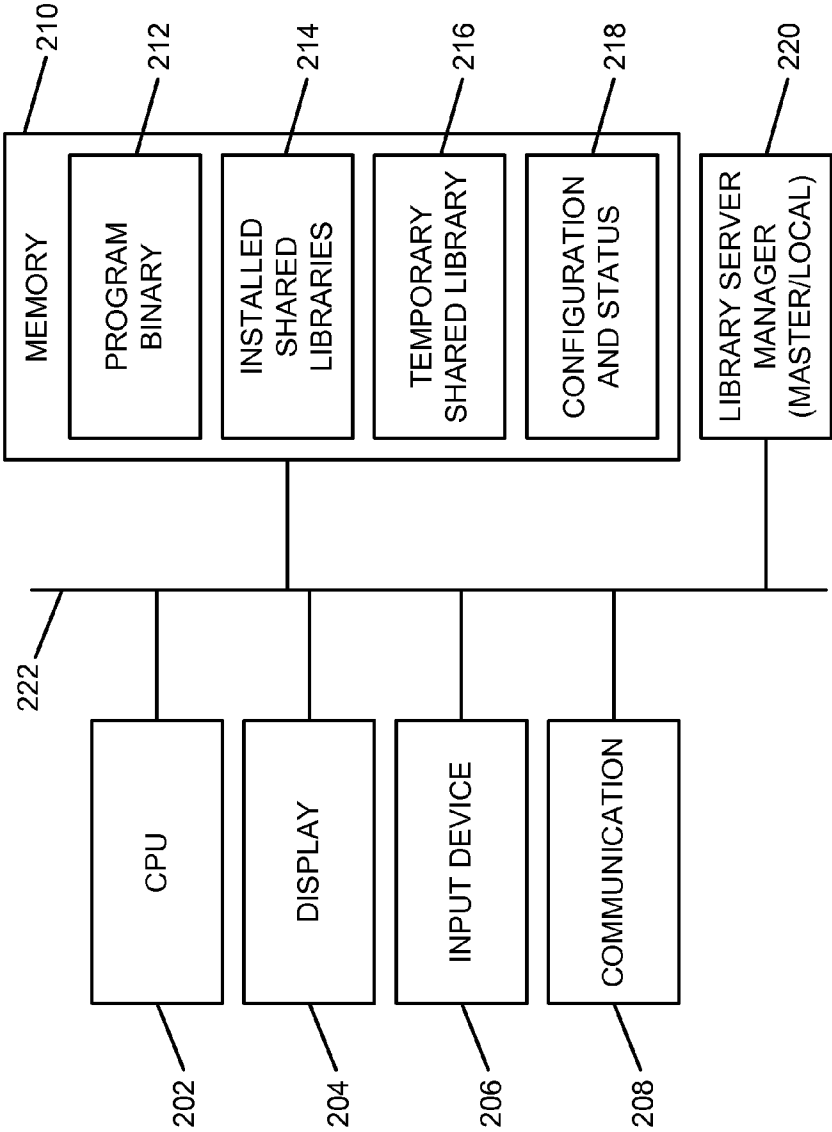 222
202
CPU
204
DISPLAY
206
INPUT DEVICE
208
COMMUNICATION
210
MEMORY
212
PROGRAM
BINARY
214
INSTALLED
SHARED
LIBRARIES
216
TEMPORARY
SHARED LIBRARY
218
CONFIGURATION
AND STATUS
220
LIBRARY SERVER
MANAGER
(MASTER/LOCAL)